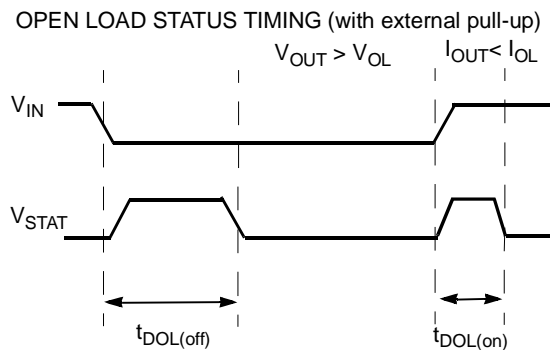 OPEN LOAD STATUS TIMING (with external pull-up)
VOUT > VOL
IOUT< IOL
VIN
VSTAT
tDOL(off)
tDOL(on)